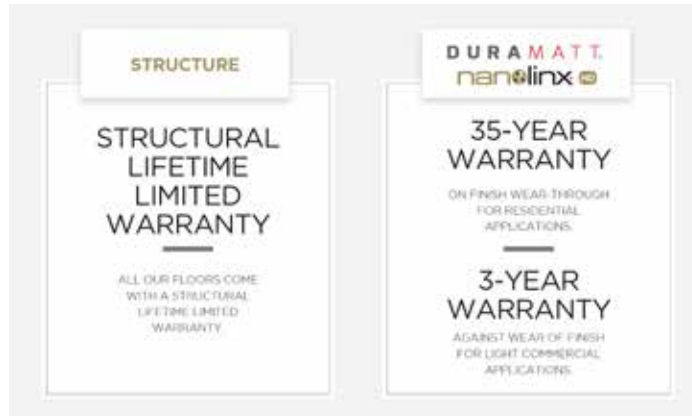 STRUCTURE
STRUCTURAL
LIFETIME
LIMITED
WARRANTY
ALL OUR FLOORS COME
WITH A STRUCTURAL
LIFETIME LIMITED
WARRANTY
DURAMATT.
nanolinx HD
35-YEAR
WARRANTY
ON FINISH WEAR-THROUGH
FOR RESIDENTIAL
APPLICATIONS.
3-YEAR
WARRANTY
AGAINST WEAR OF FINISH
FOR LIGHT COMMERCIAL
APPLICATIONS